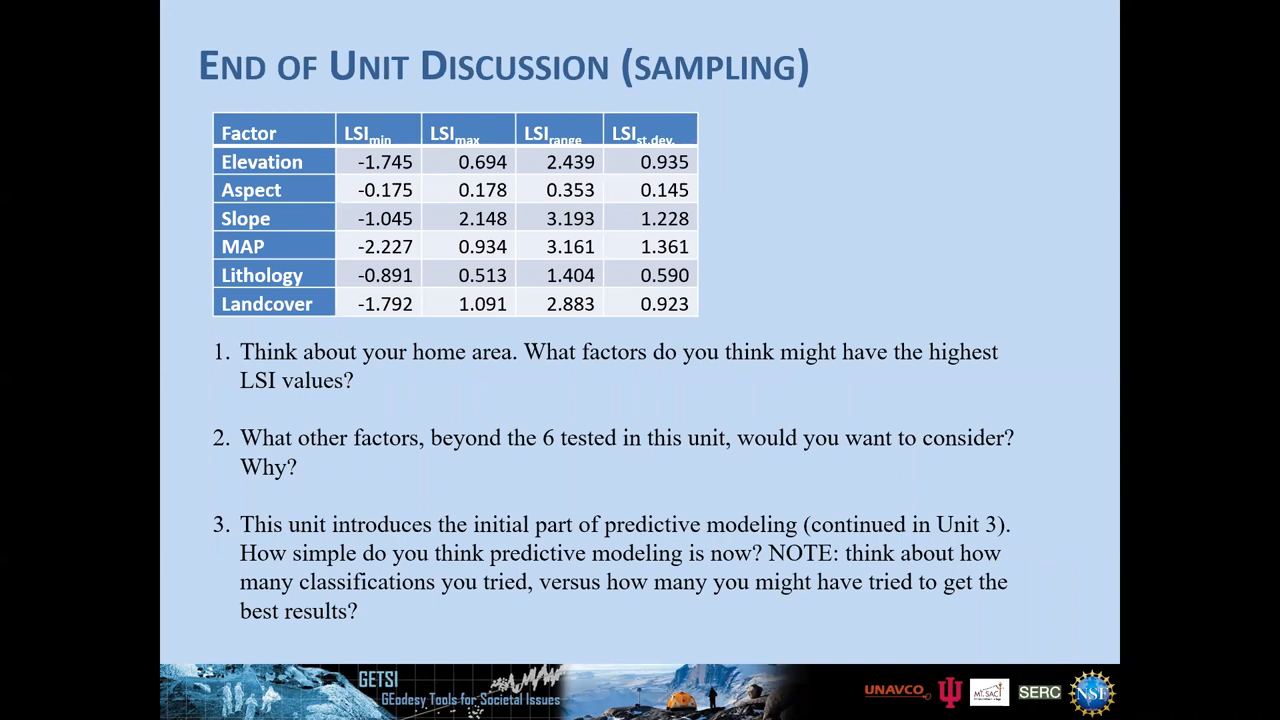 END OF UNIT DISCUSSION (SAMPLING)
Factor LSImin LSImax LSIrange LSIst.dev.
Elevation -1.745 0.694 2.439 0.935
Aspect -0.175 0.178 0.353 0.145
Slope -1.045 2.148 3.193 1.228
MAP -2.227 0.934 3.161 1.361
Lithology -0.891 0.513 1.404 0.590
Landcover -1.792 1.091 2.883 0.923
1. Think about your home area. What factors do you think might have the highest
LSI values?
2. What other factors, beyond the 6 tested in this unit, would you want to consider?
Why?
3. This unit introduces the initial part of predictive modeling (continued in Unit 3).
How simple do you think predictive modeling is now? NOTE: think about how
many classifications you tried, versus how many you might have tried to get the
best results?
GETSI
GEodesy Tools for Societal Issues
UNAVCO MT. SAC SERC NSF